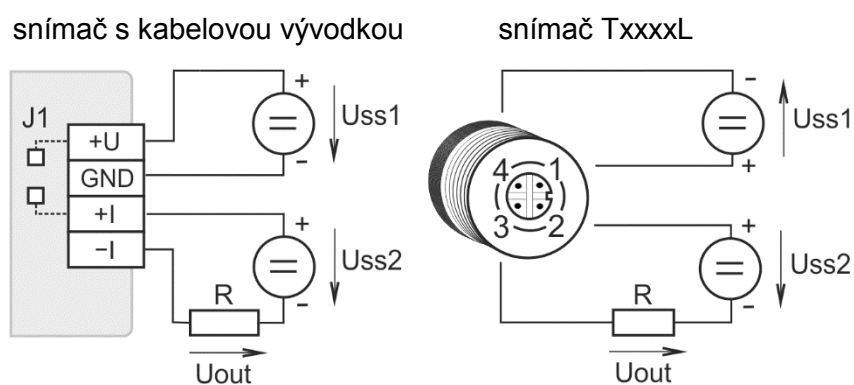 snímač s kabelovou vývodkou
snímač TxxxxL
J1
+U
GND
+I
−I
+
−
Uss1
+
−
Uss2
R
Uout
−
+
Uss1
4 1
3 2
+
−
Uss2
R
Uout